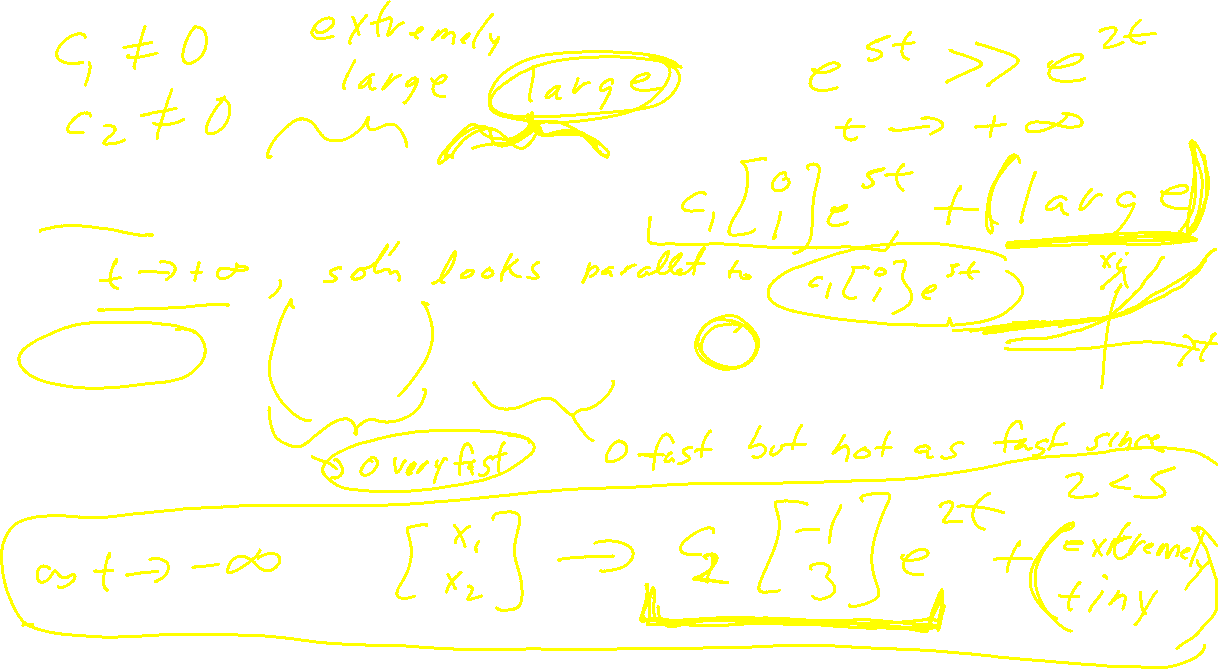 c₁ ≠ 0 extremely large large e^{5t} >> e^{2t}
c₂ ≠ 0 t → +∞
c₁ [0 1] e^{5t} + (large)
t → +∞, sol'n looks parallel to c₁ [0 1] e^{5t}
t
→ 0 very fast 0 fast but not as fast since
2 < 5
as t → -∞ [x₁ x₂] → c₂ [-1 3] e^{2t} + (extremely tiny)